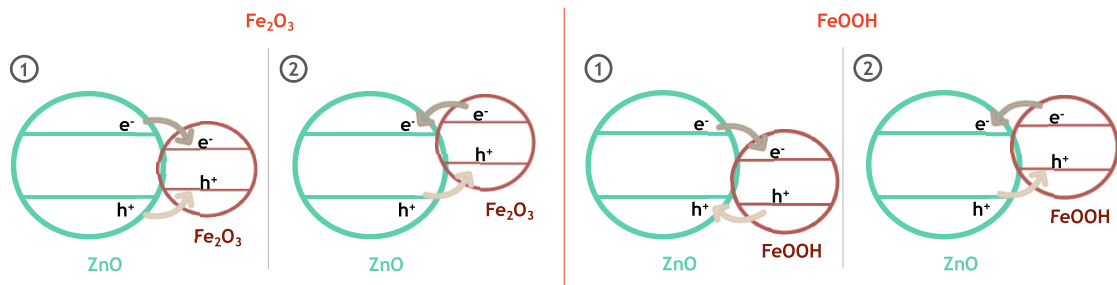 Fe₂O₃
FeOOH
①
②
①
②
e⁻
e⁻
h⁺
h⁺
Fe₂O₃
ZnO
e⁻
e⁻
h⁺
h⁺
Fe₂O₃
ZnO
e⁻
e⁻
h⁺
h⁺
FeOOH
ZnO
e⁻
e⁻
h⁺
h⁺
FeOOH
ZnO